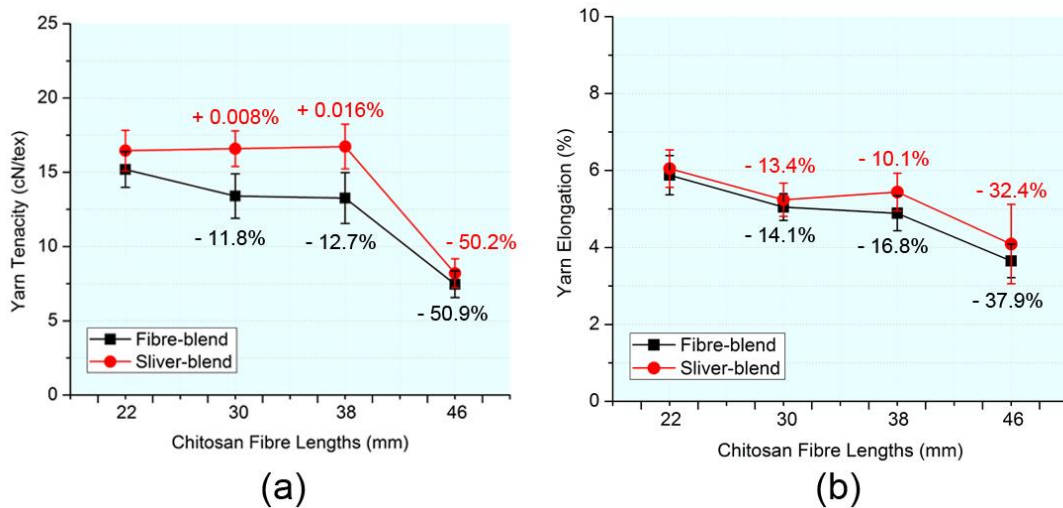 25
20
15
10
5
0
Yarn Tenacity (cN/tex)
+ 0.008%
+ 0.016%
- 11.8%
- 12.7%
- 50.2%
- 50.9%
Fibre-blend
Sliver-blend
22 30 38 46
Chitosan Fibre Lengths (mm)
(a)
10
8
6
4
2
0
Yarn Elongation (%)
- 13.4%
- 10.1%
- 32.4%
- 14.1%
- 16.8%
- 37.9%
Fibre-blend
Sliver-blend
22 30 38 46
Chitosan Fibre Lengths (mm)
(b)